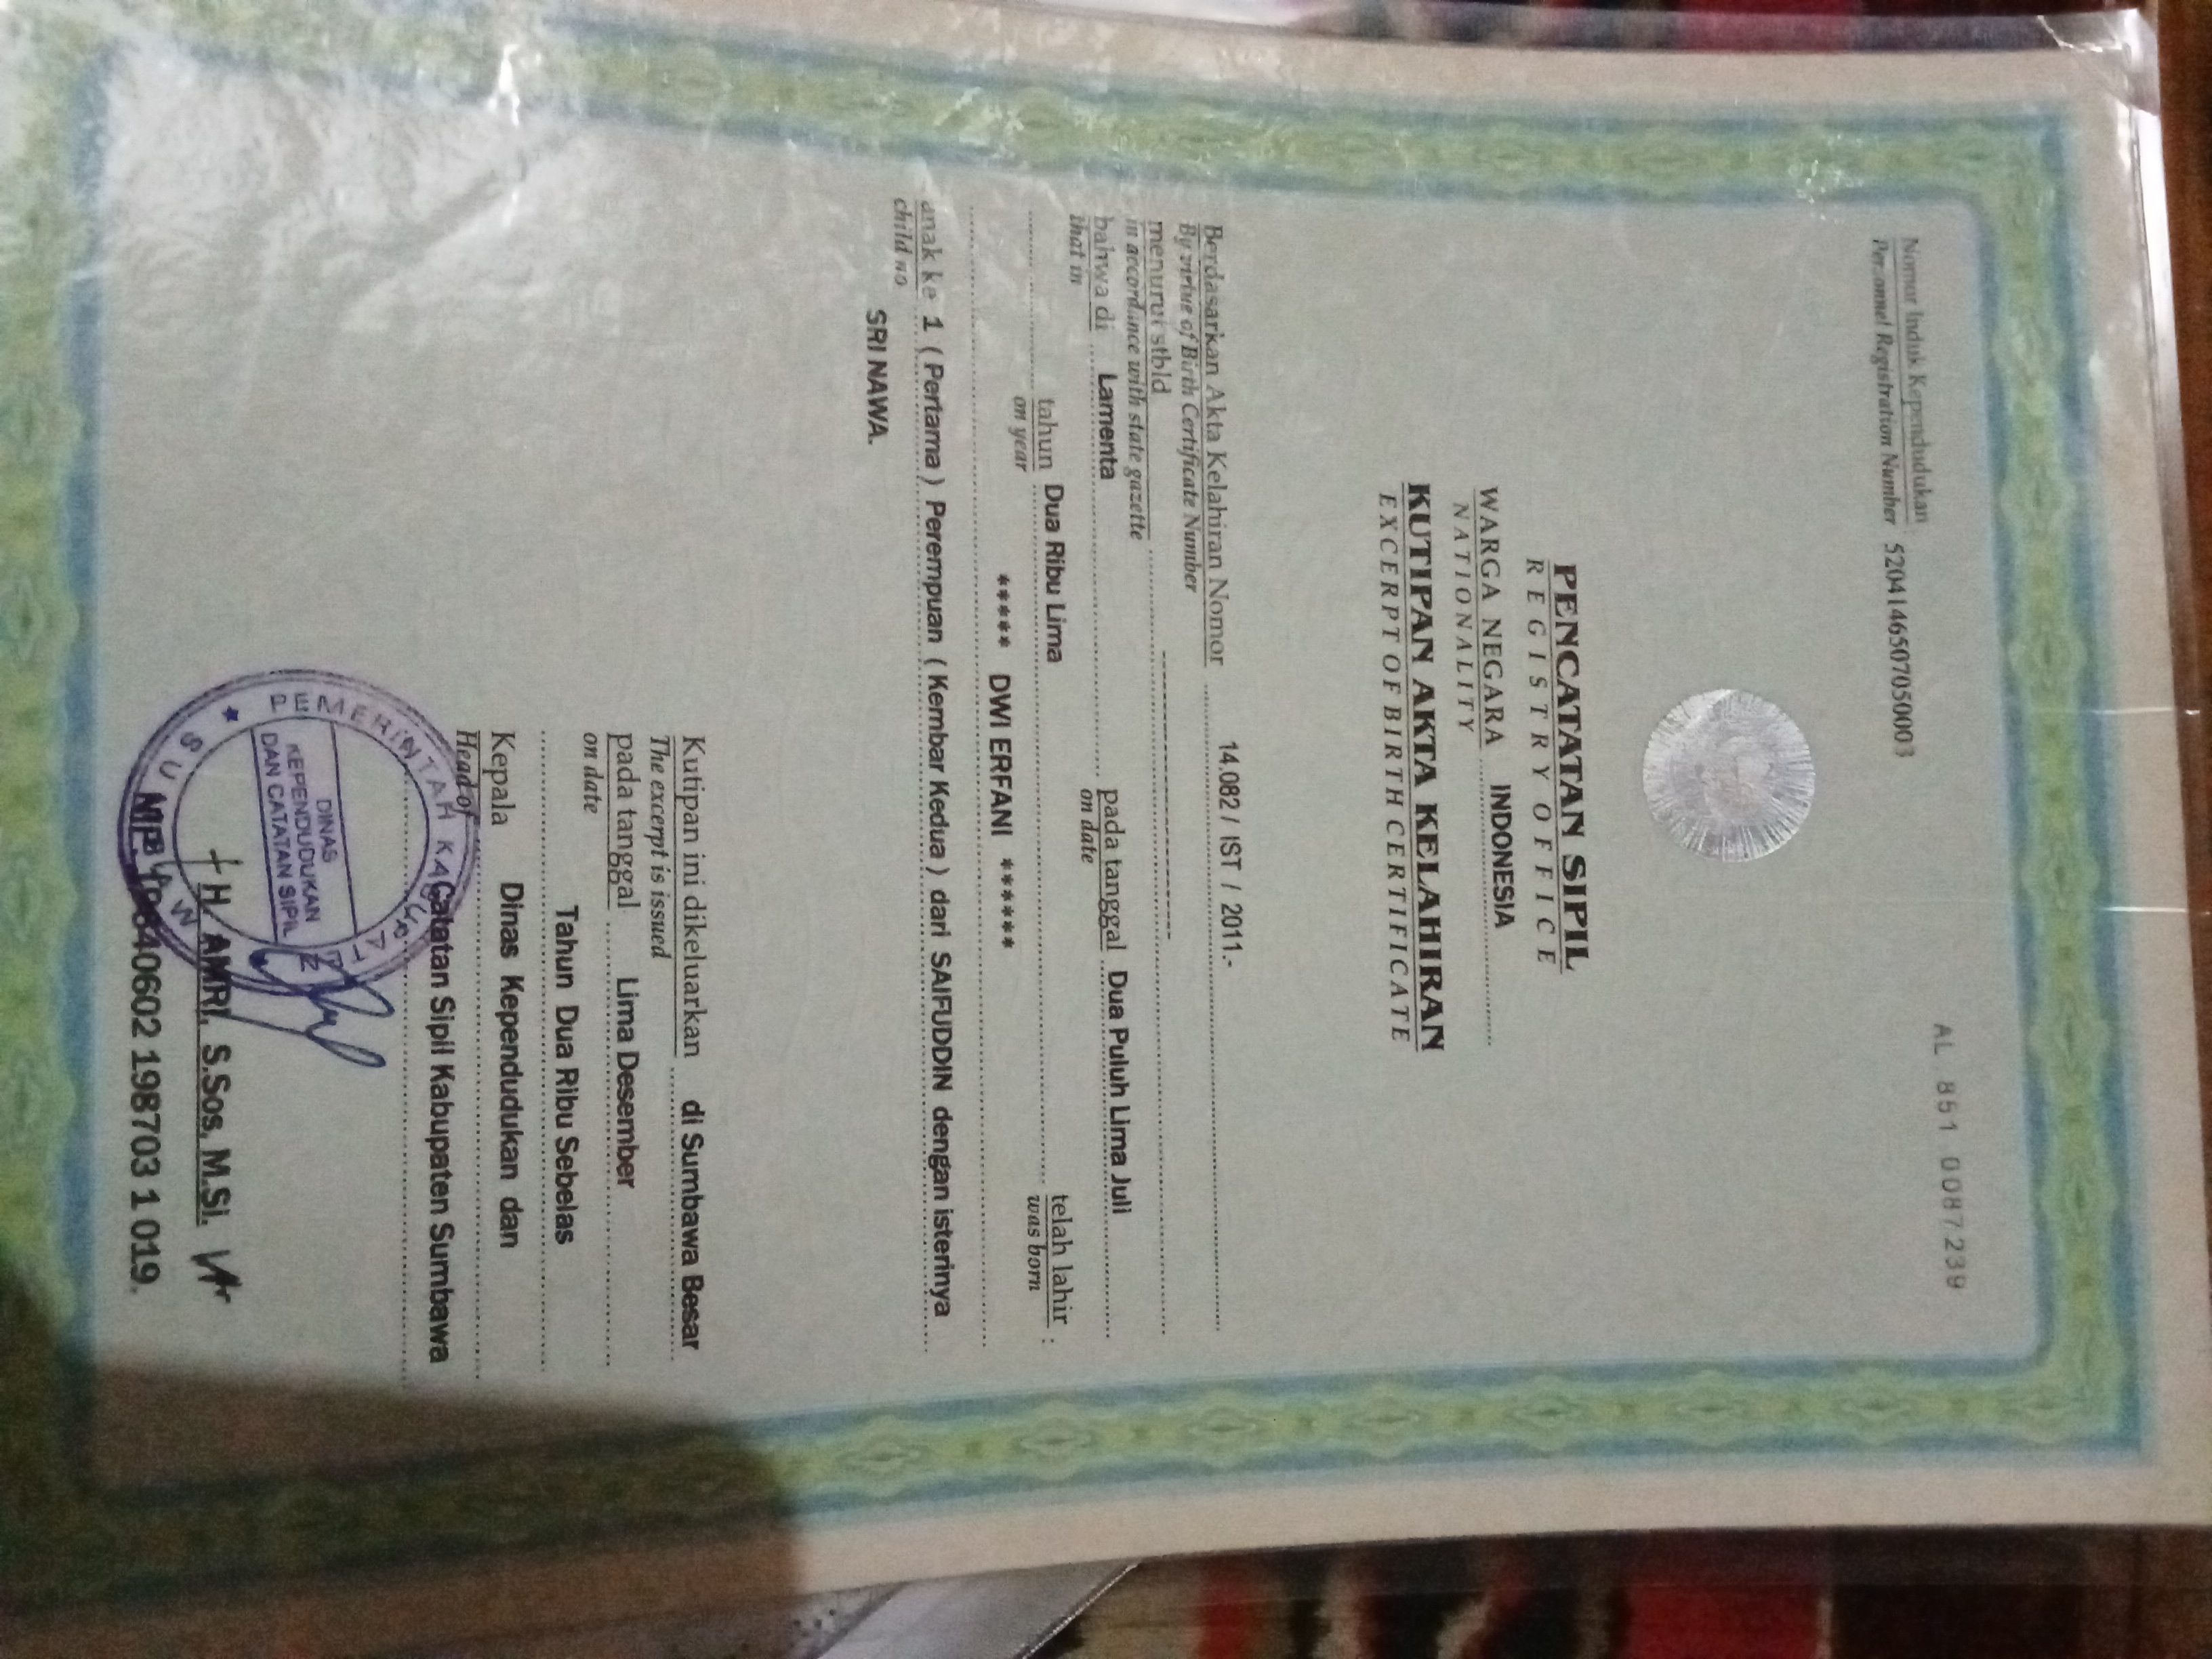 AL. 851 0087239
Nomor Induk Kependudukan
Personnel Registration Number 5204146507050003
PENCATATAN SIPIL
REGISTRY OFFICE
WARGA NEGARA INDONESIA
NATIONALITY
KUTIPAN AKTA KELAHIRAN
EXCERPT OF BIRTH CERTIFICATE
Berdasarkan Akta Kelahiran Nomor 14.082 / IST / 2011.-
By virtue of Birth Certificate Number
menurut stbld
in accordance with state gazette
bahwa di Lamenta pada tanggal Dua Puluh Lima Juli
that in on date
tahun Dua Ribu Lima telah lahir :
on year was born
***** DWI ERFANI *****
anak ke 1 ( Pertama ) Perempuan ( Kembar Kedua ) dari SAIFUDDIN dengan isterinya
child no
SRI NAWA.
Kutipan ini dikeluarkan di Sumbawa Besar
The excerpt is issued
pada tanggal Lima Desember
on date
Tahun Dua Ribu Sebelas
Kepala Dinas Kependudukan dan
Head of
Catatan Sipil Kabupaten Sumbawa
PEMERINTAH
DINAS
KEPENDUDUKAN
DAN CATATAN SIPIL
H. AMRI, S.Sos, M.Si.
198703 1 019.